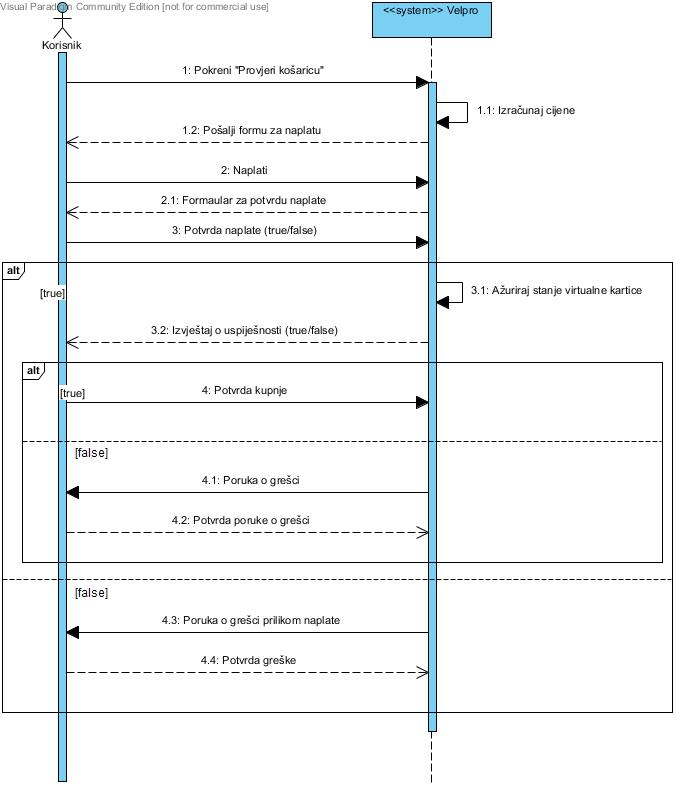 Visual Paradigm Community Edition [not for commercial use]
<<system>> Velpro
Korisnik
1: Pokreni "Provjeri košaricu"
1.1: Izračunaj cijene
1.2: Pošalji formu za naplatu
2: Naplati
2.1: Formaular za potvrdu naplate
3: Potvrda naplate (true/false)
alt
[true]
3.1: Ažuriraj stanje virtualne kartice
3.2: Izvještaj o uspiješnosti (true/false)
alt
[true]
4: Potvrda kupnje
[false]
4.1: Poruka o grešci
4.2: Potvrda poruke o grešci
[false]
4.3: Poruka o grešci prilikom naplate
4.4: Potvrda greške